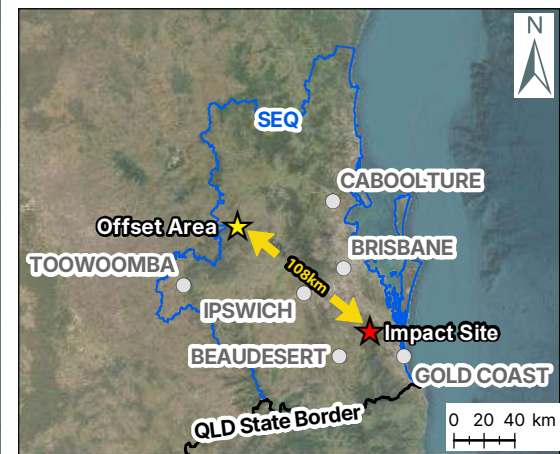 N
SEQ
CABOOLTURE
Offset Area
BRISBANE
TOOWOOMBA
108km
IPSWICH
Impact Site
BEAUDESERT
GOLD COAST
QLD State Border
0 20 40 km